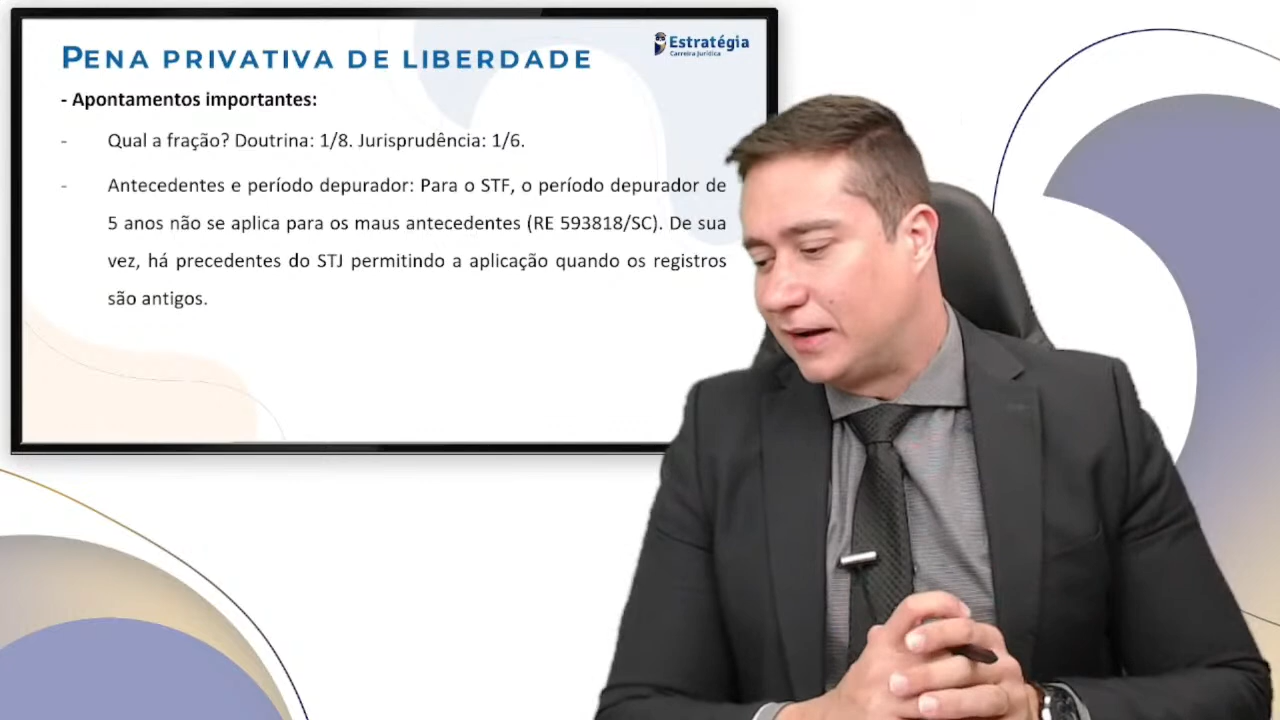 PENA PRIVATIVA DE LIBERDADE
Estratégia
Carreira Jurídica
- Apontamentos importantes:
- Qual a fração? Doutrina: 1/8. Jurisprudência: 1/6.
- Antecedentes e período depurador: Para o STF, o período depurador de
5 anos não se aplica para os maus antecedentes (RE 593818/SC). De sua
vez, há precedentes do STJ permitindo a aplicação quando os registros
são antigos.